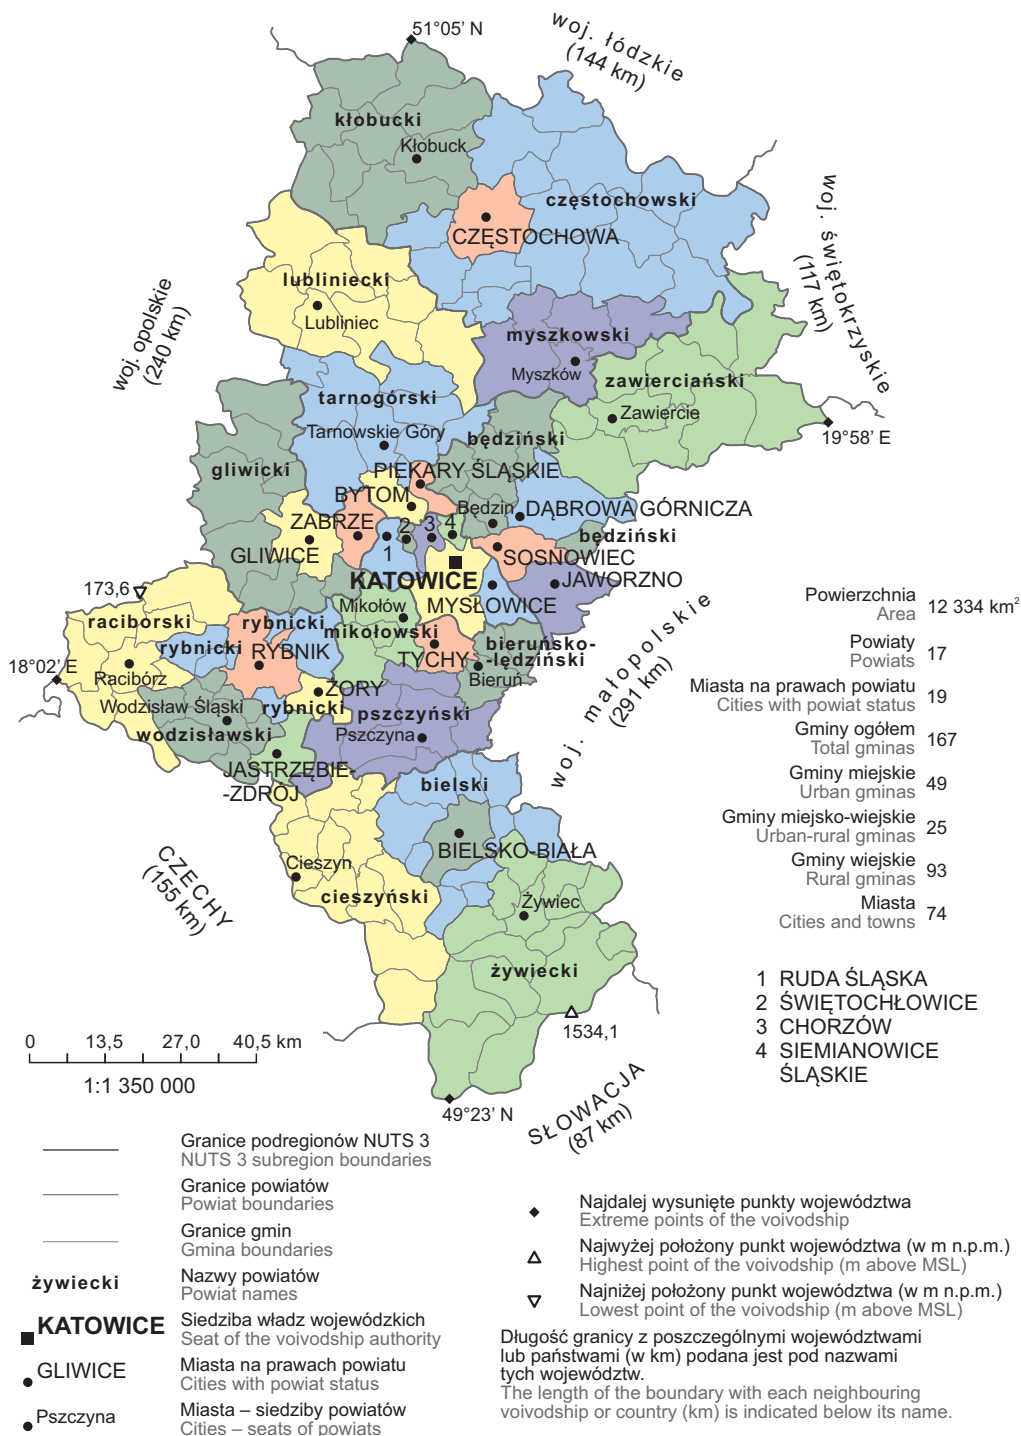 51°05' N
woj. łódzkie
(144 km)
kłobucki
Kłobuck
częstochowski
CZĘSTOCHOWA
woj. świętokrzyskie
(117 km)
lubliniecki
Lubliniec
woj. opolskie
(240 km)
myszkowski
Myszków
zawierciański
Zawiercie
19°58' E
tarnogórski
Tarnowskie Góry
będziński
gliwicki
PIEKARY ŚLĄSKIE
BYTOM
Będzin
DĄBROWA GÓRNICZA
ZABRZE
2
3
4
będziński
GLIWICE
1
SOSNOWIEC
KATOWICE
JAWORZNO
173,6
Mikołów
MYSŁOWICE
raciborski
rybnicki
mikołowski
rybnicki
RYBNIK
TYCHY
bieruńsko-
-lędziński
18°02' E
Racibórz
Bieruń
woj. małopolskie
(291 km)
ŻORY
Wodzisław Śląski
rybnicki
pszczyński
wodzisławski
Pszczyna
JASTRZĘBIE-
-ZDRÓJ
bielski
BIELSKO-BIAŁA
CZECHY
(155 km)
Cieszyn
cieszyński
Żywiec
żywiecki
1534,1
49°23' N
SŁOWACJA
(87 km)
Powierzchnia
Area
12 334 km²
Powiaty
Powiats
17
Miasta na prawach powiatu
Cities with powiat status
19
Gminy ogółem
Total gminas
167
Gminy miejskie
Urban gminas
49
Gminy miejsko-wiejskie
Urban-rural gminas
25
Gminy wiejskie
Rural gminas
93
Miasta
Cities and towns
74
1 RUDA ŚLĄSKA
2 ŚWIĘTOCHŁOWICE
3 CHORZÓW
4 SIEMIANOWICE
ŚLĄSKIE
0 13,5 27,0 40,5 km
1:1 350 000
Granice podregionów NUTS 3
NUTS 3 subregion boundaries
Granice powiatów
Powiat boundaries
Granice gmin
Gmina boundaries
żywiecki
Nazwy powiatów
Powiat names
KATOWICE
Siedziba władz wojewódzkich
Seat of the voivodship authority
GLIWICE
Miasta na prawach powiatu
Cities with powiat status
Pszczyna
Miasta – siedziby powiatów
Cities – seats of powiats
Najdalej wysunięte punkty województwa
Extreme points of the voivodship
Najwyżej położony punkt województwa (w m n.p.m.)
Highest point of the voivodship (m above MSL)
Najniżej położony punkt województwa (w m n.p.m.)
Lowest point of the voivodship (m above MSL)
Długość granicy z poszczególnymi województwami
lub państwami (w km) podana jest pod nazwami
tych województw.
The length of the boundary with each neighbouring
voivodship or country (km) is indicated below its name.